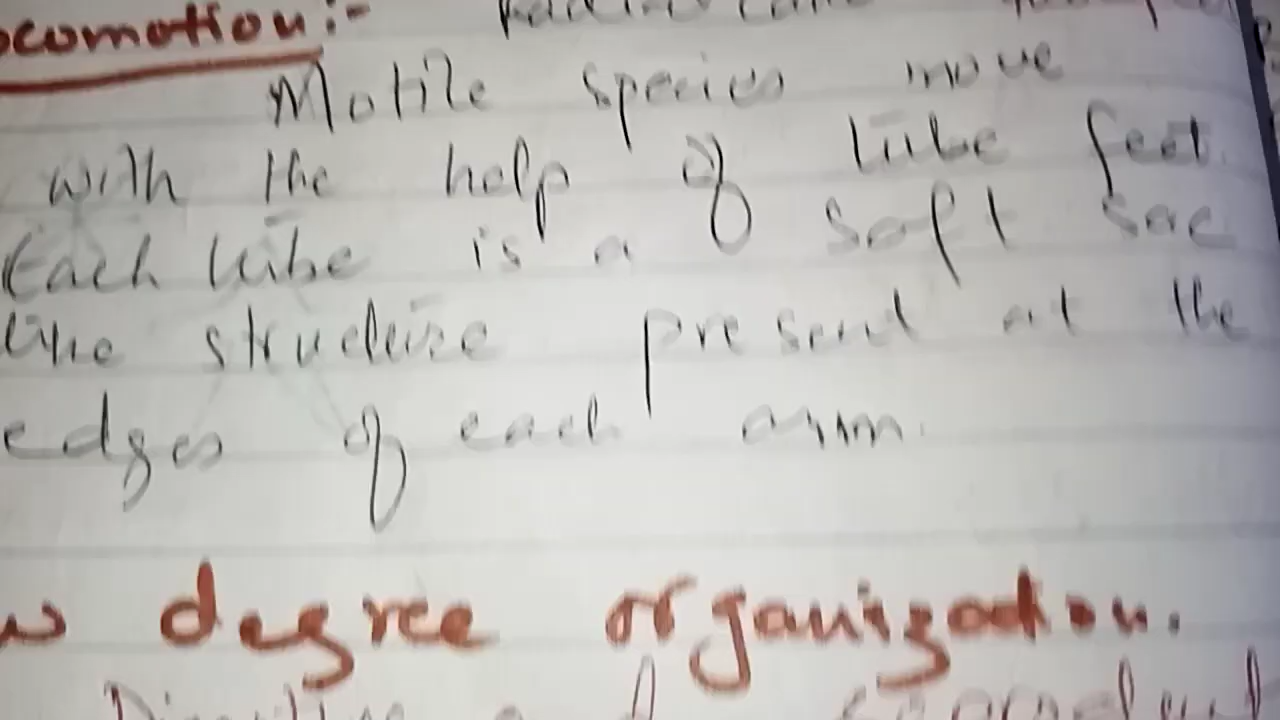 ocomotion:-
Motile species move
with the help of tube feet.
Each tube is a soft sac
like structure present at the
edges of each arm.
w degree organization.